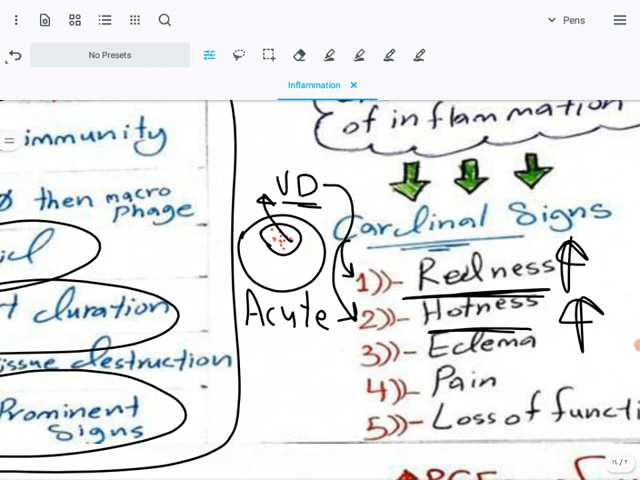 Pens
No Presets
Inflammation
of inflammation
immunity
then macro
phage
duration
tissue destruction
Prominent
Signs
VD
Acute
Cardinal Signs
1))- Redness
2))- Hotness
3))- Edema
4))- Pain
5))- Loss of functi